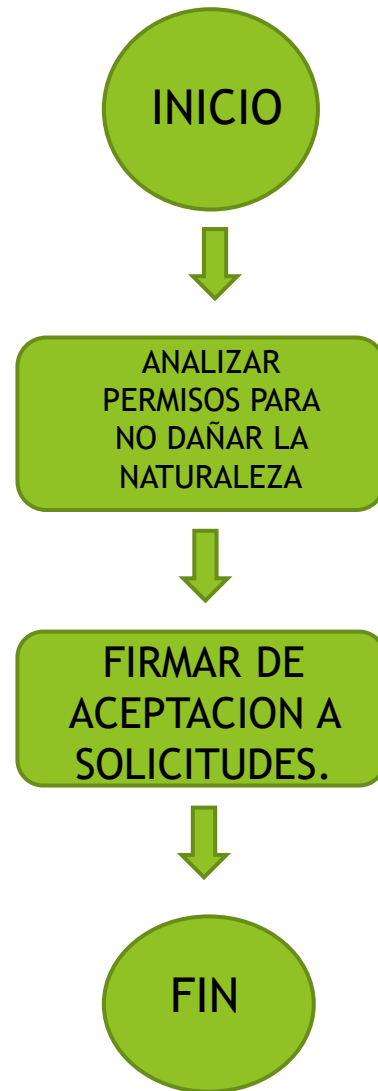 INICIO
ANALIZAR
PERMISOS PARA
NO DAÑAR LA
NATURALEZA
FIRMAR DE
ACEPTACION A
SOLICITUDES.
FIN